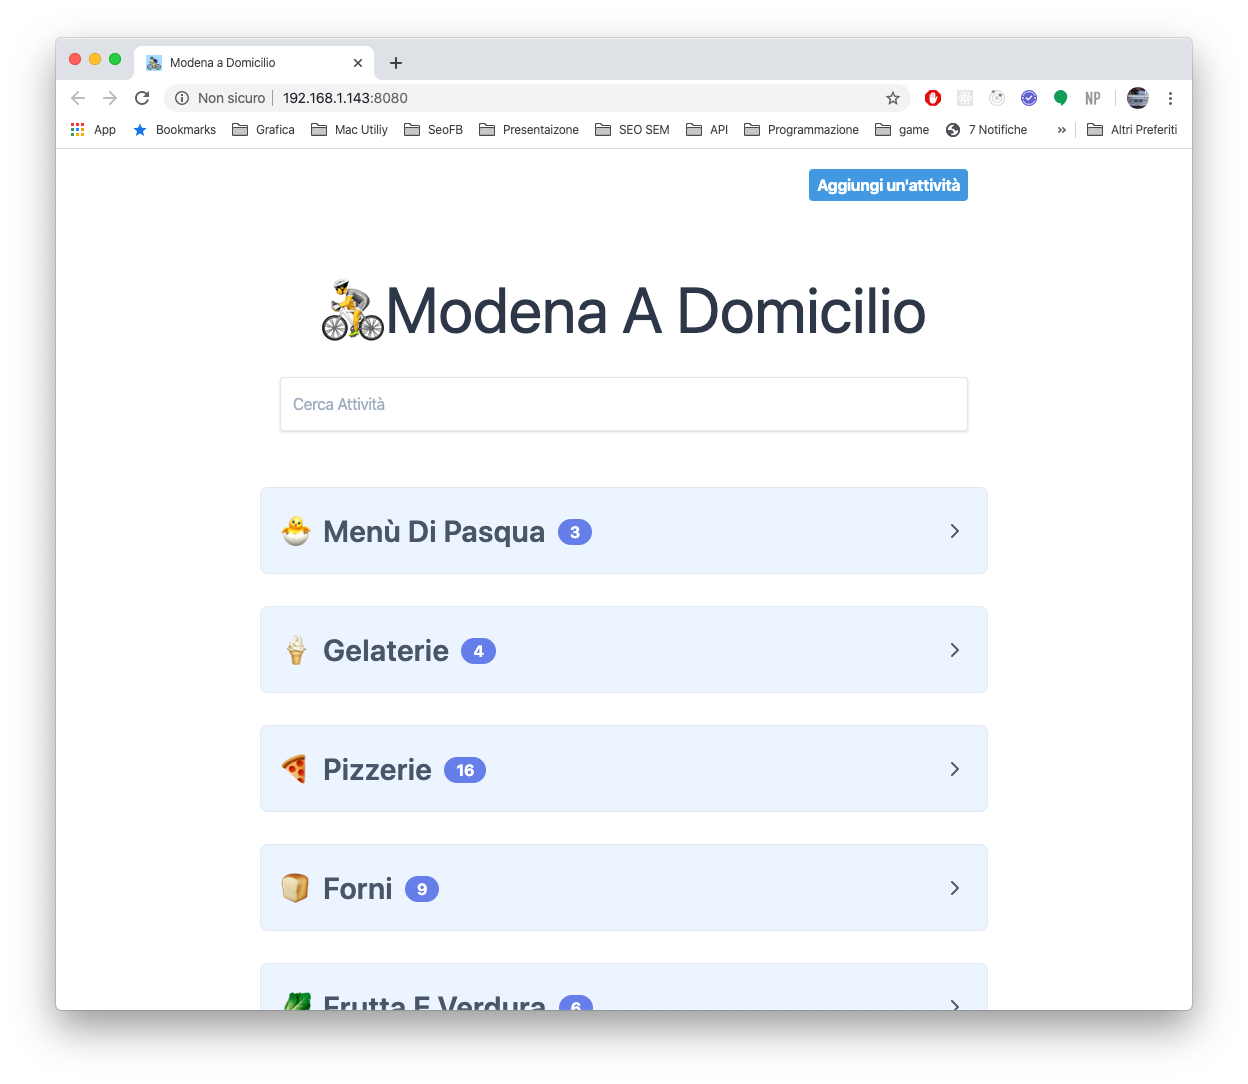 Modena a Domicilio
Non sicuro 192.168.1.143:8080
NP
App Bookmarks Grafica Mac Utiliy SeoFB Presentaizone SEO SEM API Programmazione game 7 Notifiche » Altri Preferiti
Aggiungi un'attività
Modena A Domicilio
Cerca Attività
Menù Di Pasqua 3
Gelaterie 4
Pizzerie 16
Forni 9
Frutta E Verdura 6